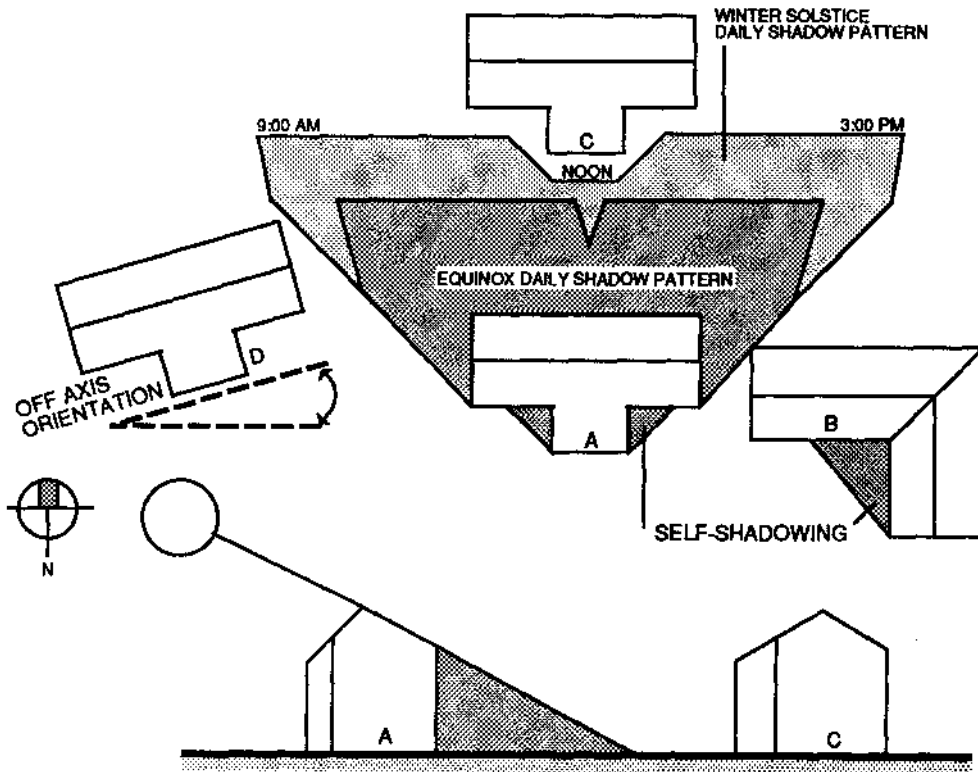 WINTER SOLSTICE
DAILY SHADOW PATTERN
9:00 AM
3:00 PM
C
NOON
EQUINOX DAILY SHADOW PATTERN
D
OFF AXIS
ORIENTATION
A
B
SELF-SHADOWING
N
A
C